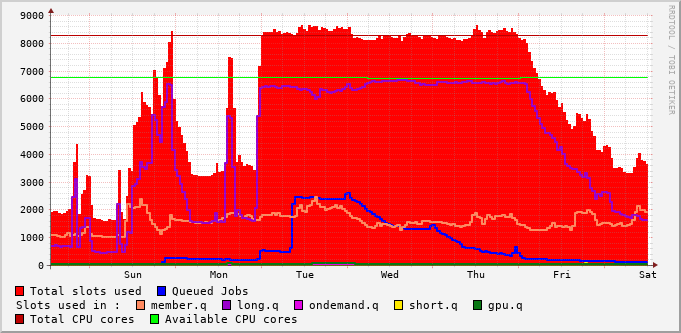 9000
8000
7000
6000
5000
4000
3000
2000
1000
0
Sun Mon Tue Wed Thu Fri Sat
RRDTOOL / TOBI OETIKER
Total slots used Queued Jobs
Slots used in : member.q long.q ondemand.q short.q gpu.q
Total CPU cores Available CPU cores